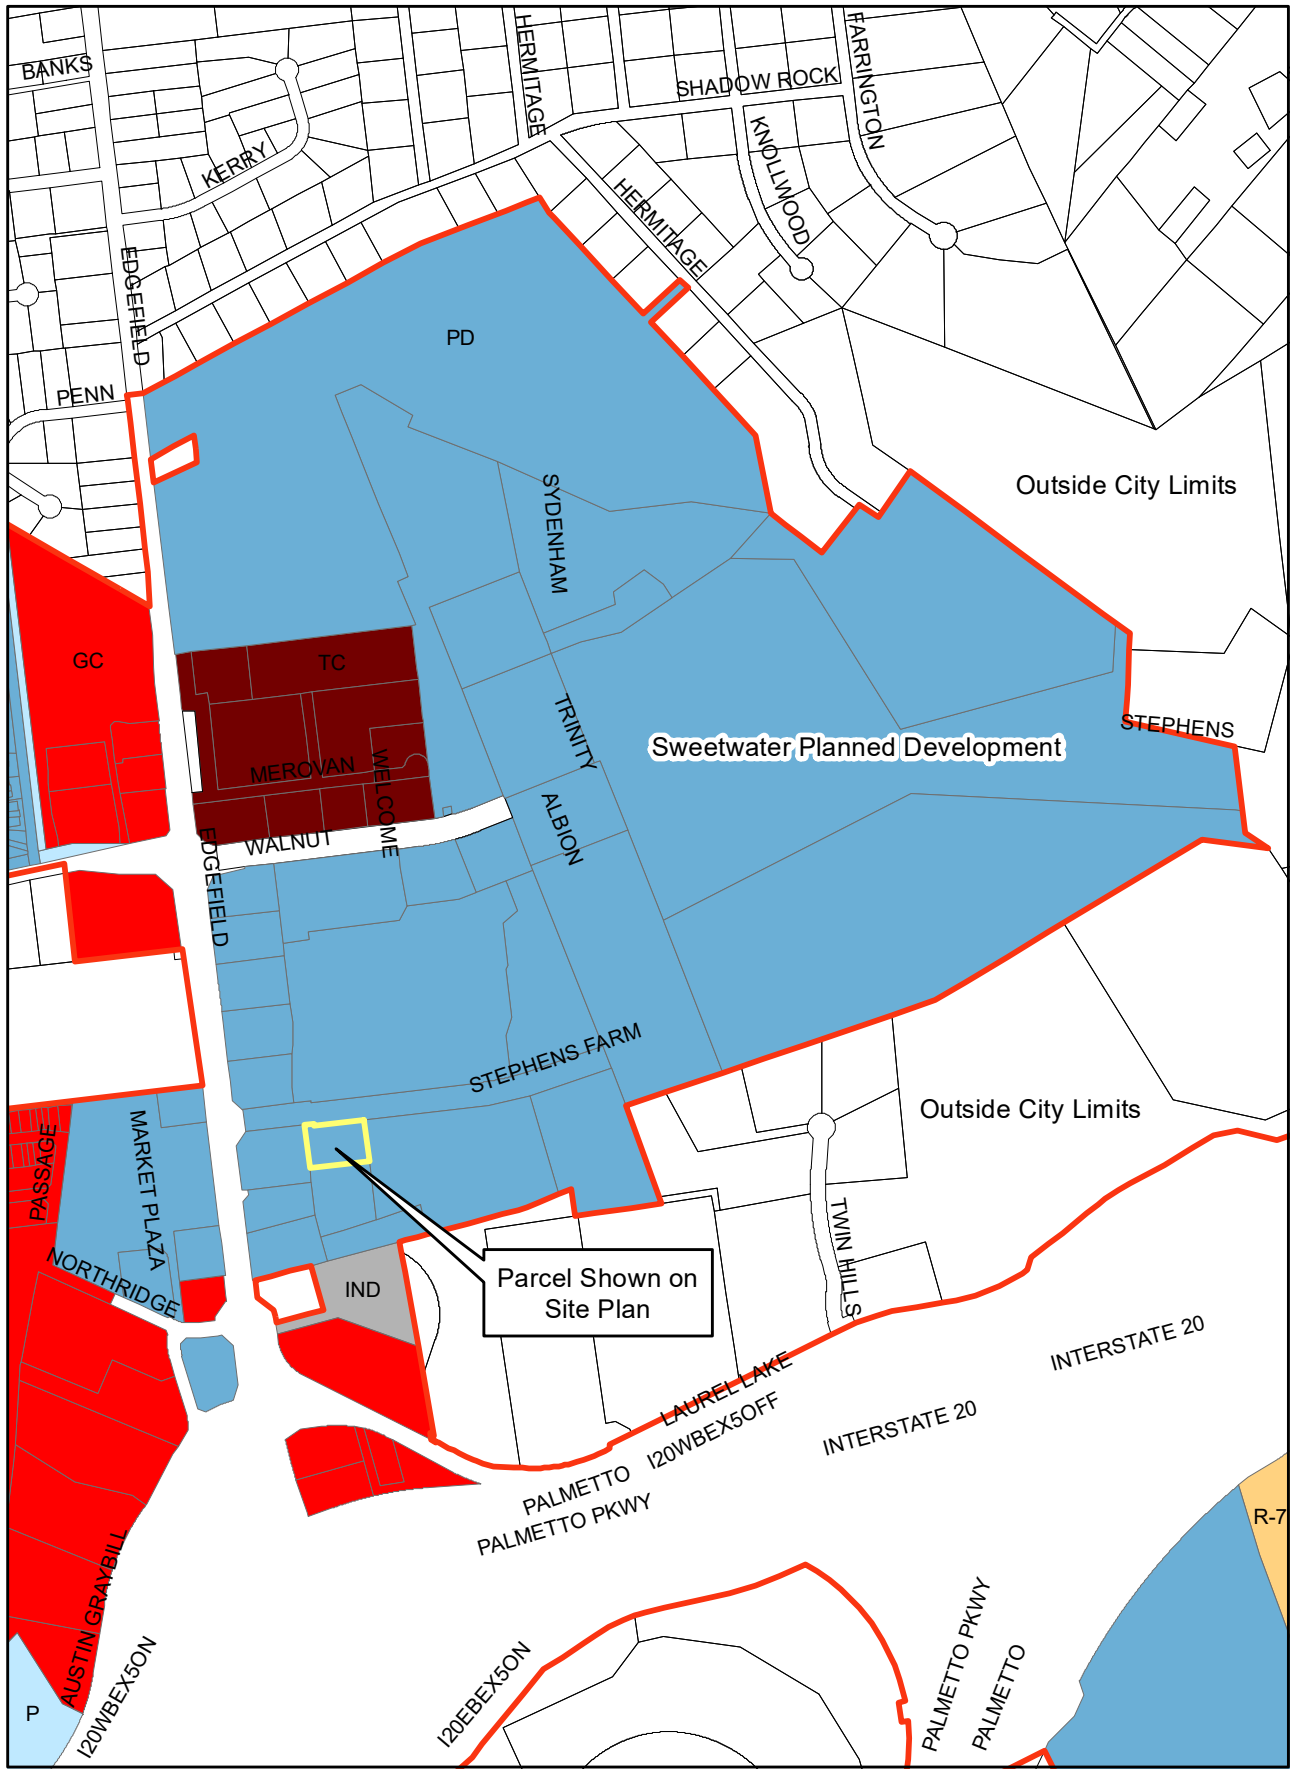 BANKS
HERMITAGE
FARRINGTON
SHADOW ROCK
KERRY
KNOLLWOOD
HERMITAGE
EDGEFIELD
PD
PENN
Outside City Limits
SYDENHAM
GC
TC
TRINITY
STEPHENS
Sweetwater Planned Development
MEROVAN
WELCOME
ALBION
WALNUT
EDGEFIELD
STEPHENS FARM
Outside City Limits
MARKET PLAZA
PASSAGE
TWIN HILLS
NORTHRIDGE
IND
Parcel Shown on
Site Plan
INTERSTATE 20
LAUREL LAKE
I20WBEX5OFF
INTERSTATE 20
PALMETTO
PALMETTO PKWY
R-7
AUSTIN GRAYBILL
P
I20WBEX5ON
I20EBEX5ON
PALMETTO PKWY
PALMETTO